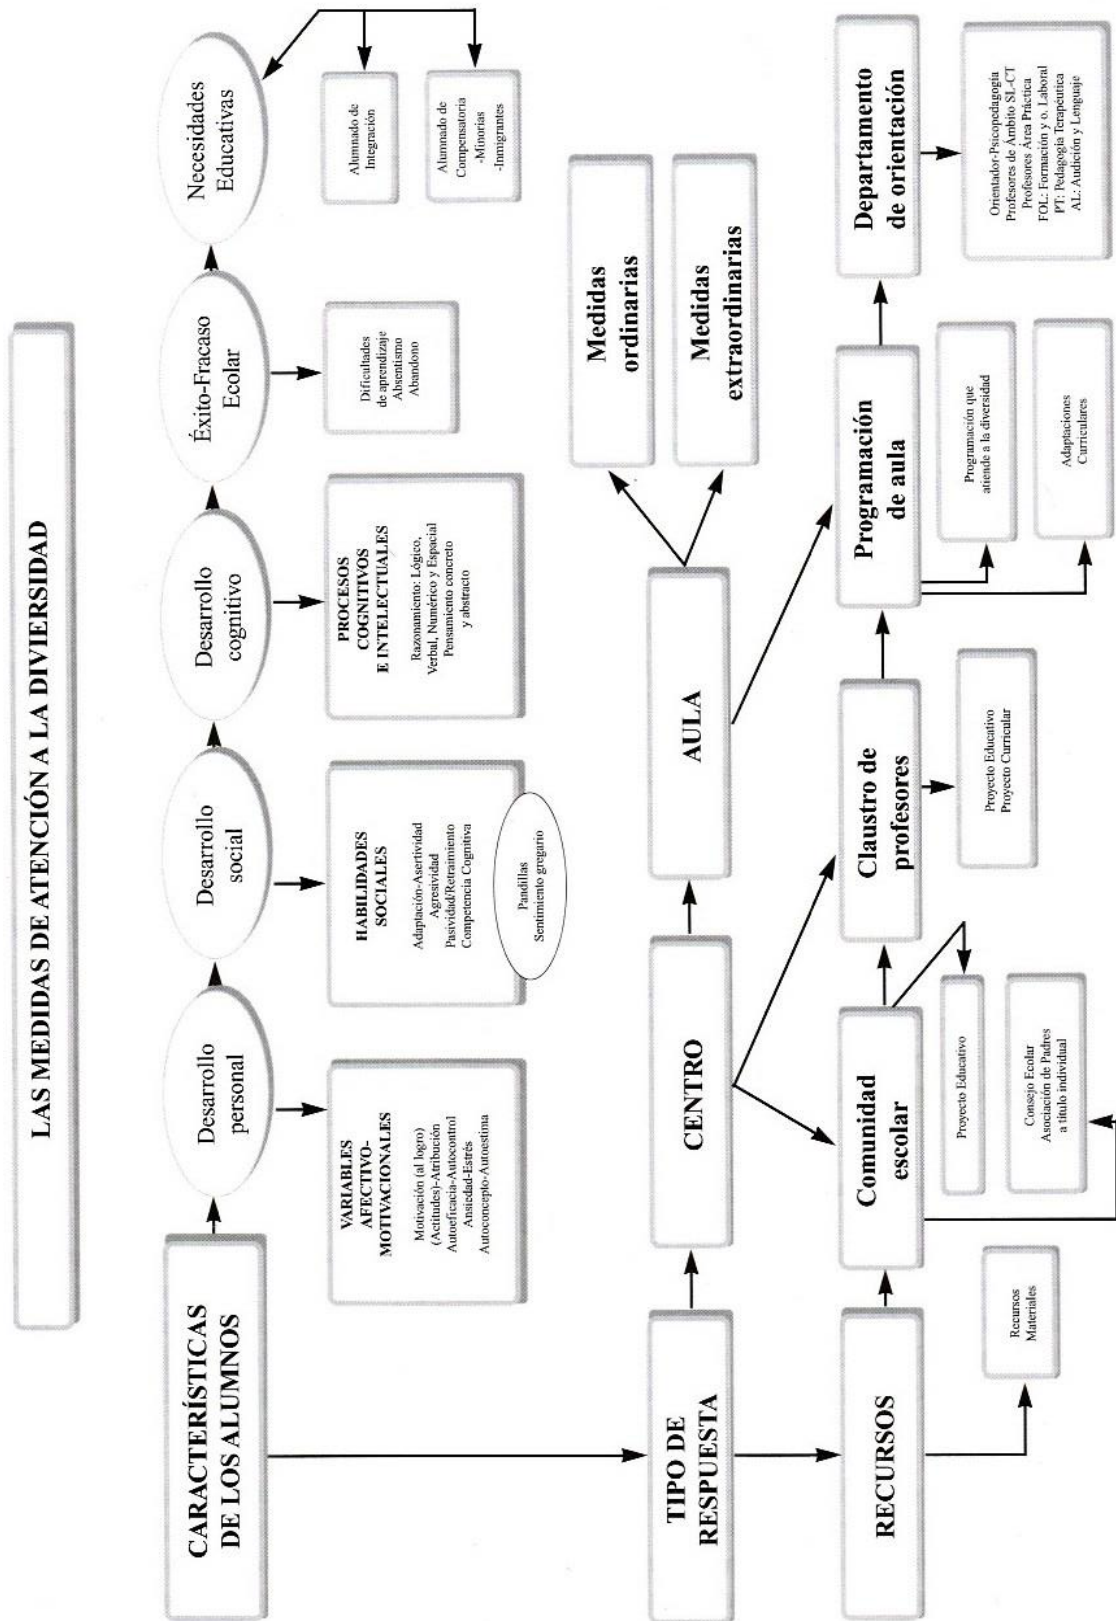 LAS MEDIDAS DE ATENCIÓN A LA DIVIERSIDAD
CARACTERÍSTICAS
DE LOS ALUMNOS
Desarrollo
personal
Desarrollo
social
Desarrollo
cognitivo
Éxito-Fracaso
Ecolar
Necesidades
Educativas
VARIABLES
AFECTIVO-
MOTIVACIONALES
Motivación (al logro)
(Actitudes)-Atribución
Autoeficacia-Autocontrol
Ansiedad-Estrés
Autoconcepto-Autoestima
HABILIDADES
SOCIALES
Adaptación-Asertividad
Agresividad
Pasividad/Retraimiento
Competencia Cognitiva
Pandillas
Sentimiento gregario
PROCESOS
COGNITIVOS
E INTELECTUALES
Razonamiento: Lógico,
Verbal, Numérico y Espacial
Pensamiento concreto
y abstracto
Dificultades
de aprendizaje
Absentismo
Abandono
Alumnado de
Integración
Alumnado de
Compensatoria
-Minorias
-Inmigrantes
TIPO DE
RESPUESTA
CENTRO
AULA
Medidas
ordinarias
Medidas
extraordinarias
RECURSOS
Comunidad
escolar
Claustro de
profesores
Programación
de aula
Departamento
de orientación
Recursos
Materiales
Proyecto Educativo
Consejo Ecolar
Asociación de Padres
a título individual
Proyecto Educativo
Proyecto Curricular
Programación que
atiende a la diversidad
Adaptaciones
Curriculares
Orientador-Psicopedagogía
Profesores de Ámbito SL-CT
Profesores Área Práctica
FOL: Formación y o. Laboral
PT: Pedagogía Terapéutica
AL: Audición y Lenguaje